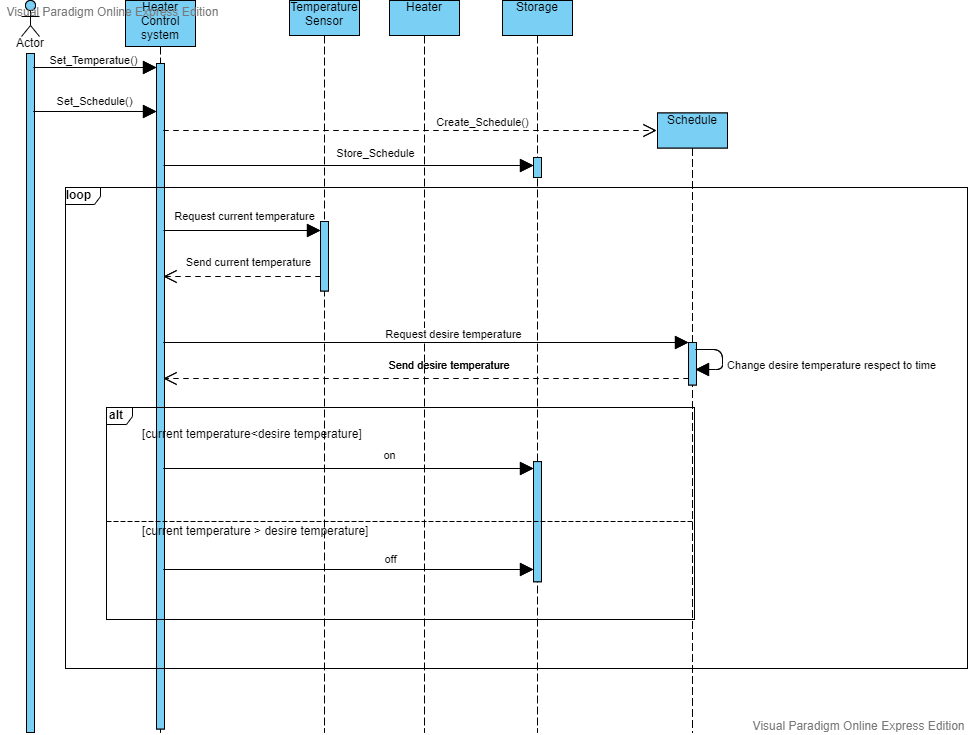 Visual Paradigm Online Express Edition
Actor
Heater
Control
system
Temperature
Sensor
Heater
Storage
Set_Temperatue()
Set_Schedule()
Create_Schedule()
Schedule
Store_Schedule
loop
Request current temperature
Send current temperature
Request desire temperature
Send desire temperature
Change desire temperature respect to time
alt
[current temperature<desire temperature]
on
[current temperature > desire temperature]
off
Visual Paradigm Online Express Edition